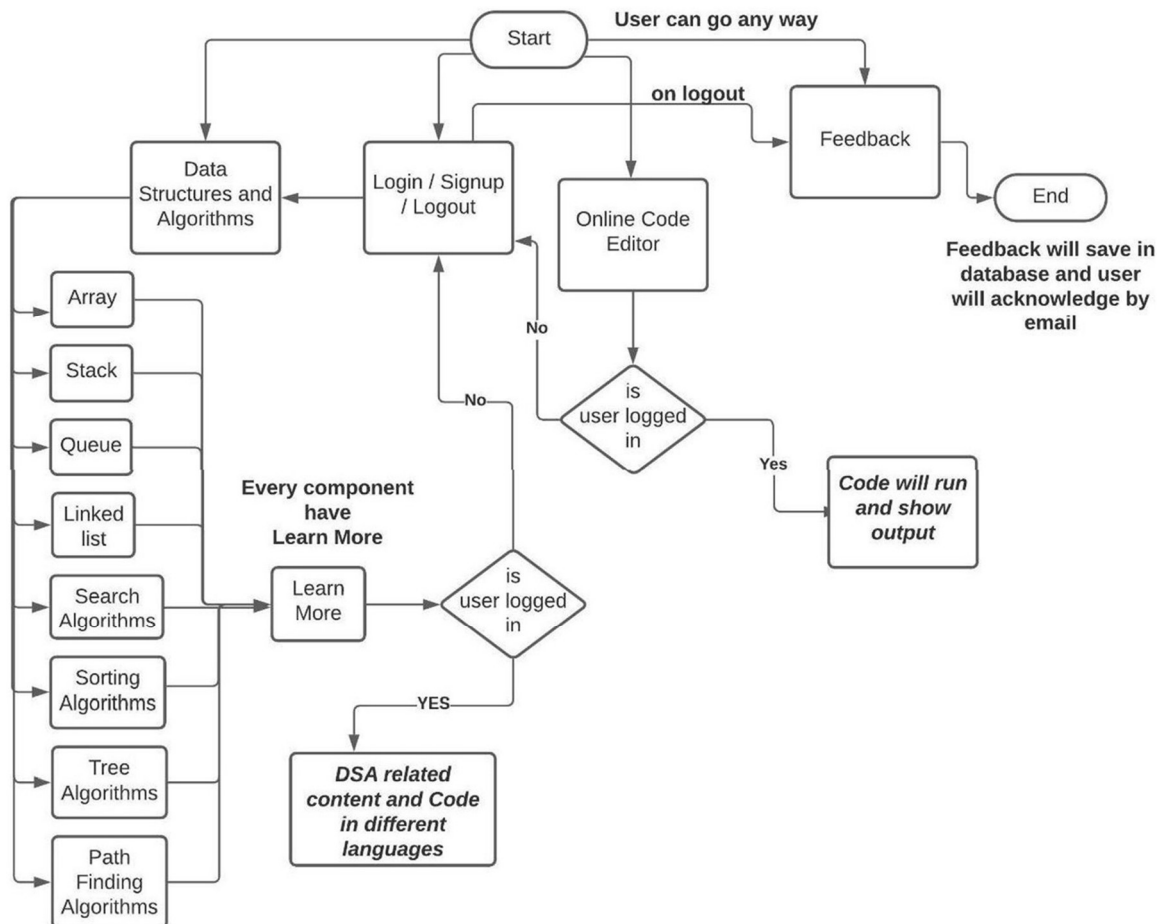 User can go any way
Start
on logout
Feedback
Data
Structures and
Algorithms
Login / Signup
/ Logout
Online Code
Editor
End
Feedback will save in
database and user
will acknowledge by
email
Array
Stack
Queue
Linked
list
Search
Algorithms
Sorting
Algorithms
Tree
Algorithms
Path
Finding
Algorithms
Every component
have
Learn More
Learn
More
No
is
user logged
in
Yes
Code will run
and show
output
No
is
user logged
in
YES
DSA related
content and Code
in different
languages